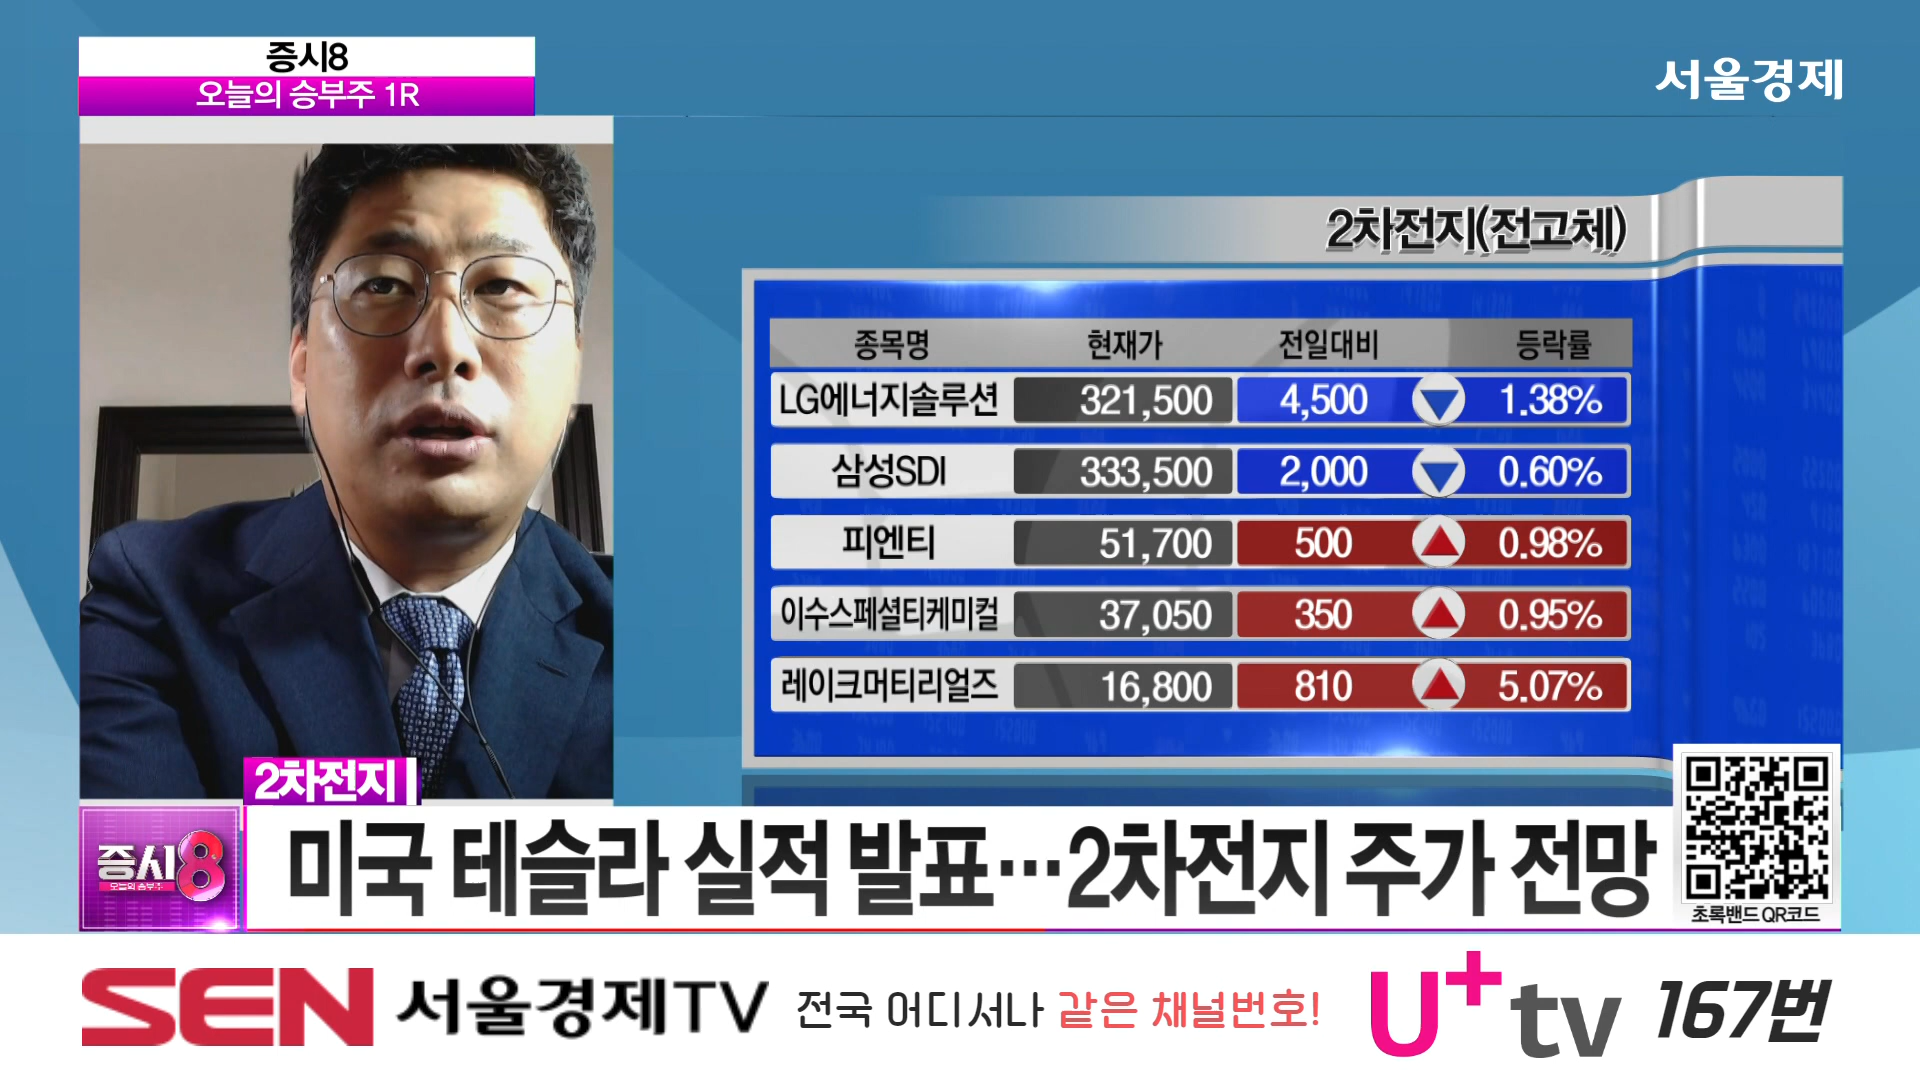 증시8
오늘의 승부주 1R
서울경제
2차전지(전고체)
종목명 현재가 전일대비 등락률
LG에너지솔루션 321,500 4,500 ▼ 1.38%
삼성SDI 333,500 2,000 ▼ 0.60%
피엔티 51,700 500 ▲ 0.98%
이수스페셜티케미컬 37,050 350 ▲ 0.95%
레이크머티리얼즈 16,800 810 ▲ 5.07%
2차전지
증시8
오늘의 승부주
미국 테슬라 실적 발표…2차전지 주가 전망
초록밴드 QR코드
SEN 서울경제TV 전국 어디서나 같은 채널번호! U+tv 167번